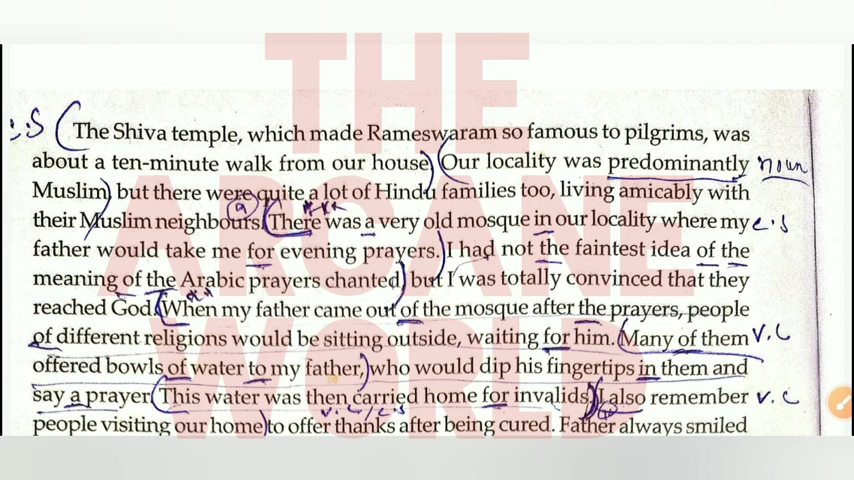 THE
ARCANE
WORLD
C.S
The Shiva temple, which made Rameswaram so famous to pilgrims, was
about a ten-minute walk from our house. Our locality was predominantly noun
Muslim, but there were quite a lot of Hindu families too, living amicably with
their Muslim neighbours. There was a very old mosque in our locality where my C.S
father would take me for evening prayers. I had not the faintest idea of the
meaning of the Arabic prayers chanted, but I was totally convinced that they
reached God. When my father came out of the mosque after the prayers, people
of different religions would be sitting outside, waiting for him. Many of them V.C
offered bowls of water to my father, who would dip his fingertips in them and
say a prayer. This water was then carried home for invalids. I also remember V.C
V.C/C.S
people visiting our home to offer thanks after being cured. Father always smiled